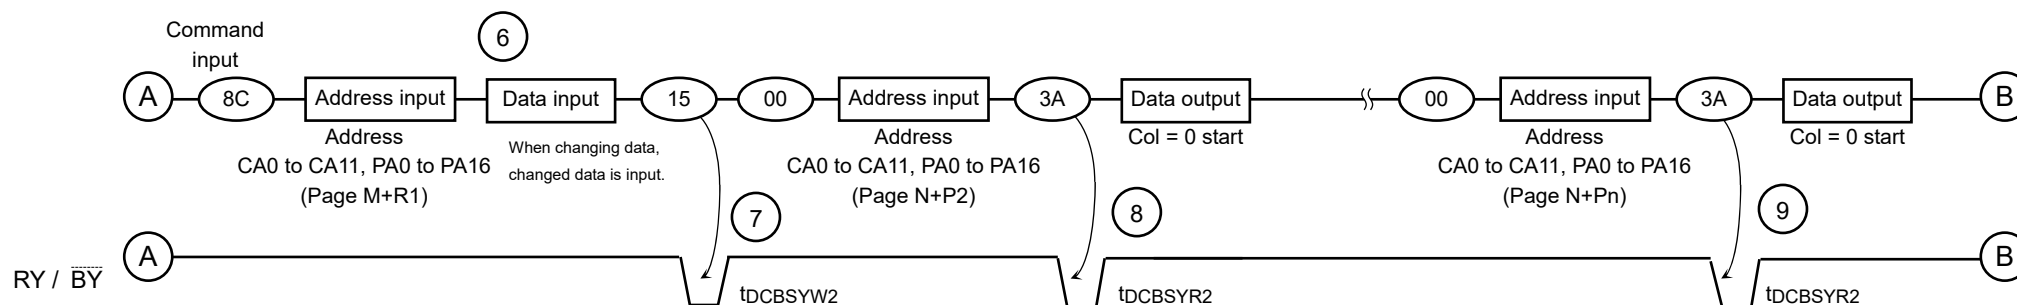 Command
input
6
A
8C
Address input
Data input
15
00
Address input
3A
Data output
00
Address input
3A
Data output
B
Address
CA0 to CA11, PA0 to PA16
(Page M+R1)
When changing data,
changed data is input.
Address
CA0 to CA11, PA0 to PA16
(Page N+P2)
Col = 0 start
Address
CA0 to CA11, PA0 to PA16
(Page N+Pn)
Col = 0 start
7
8
9
A
B
RY / BY
tDCBSYW2
tDCBSYR2
tDCBSYR2